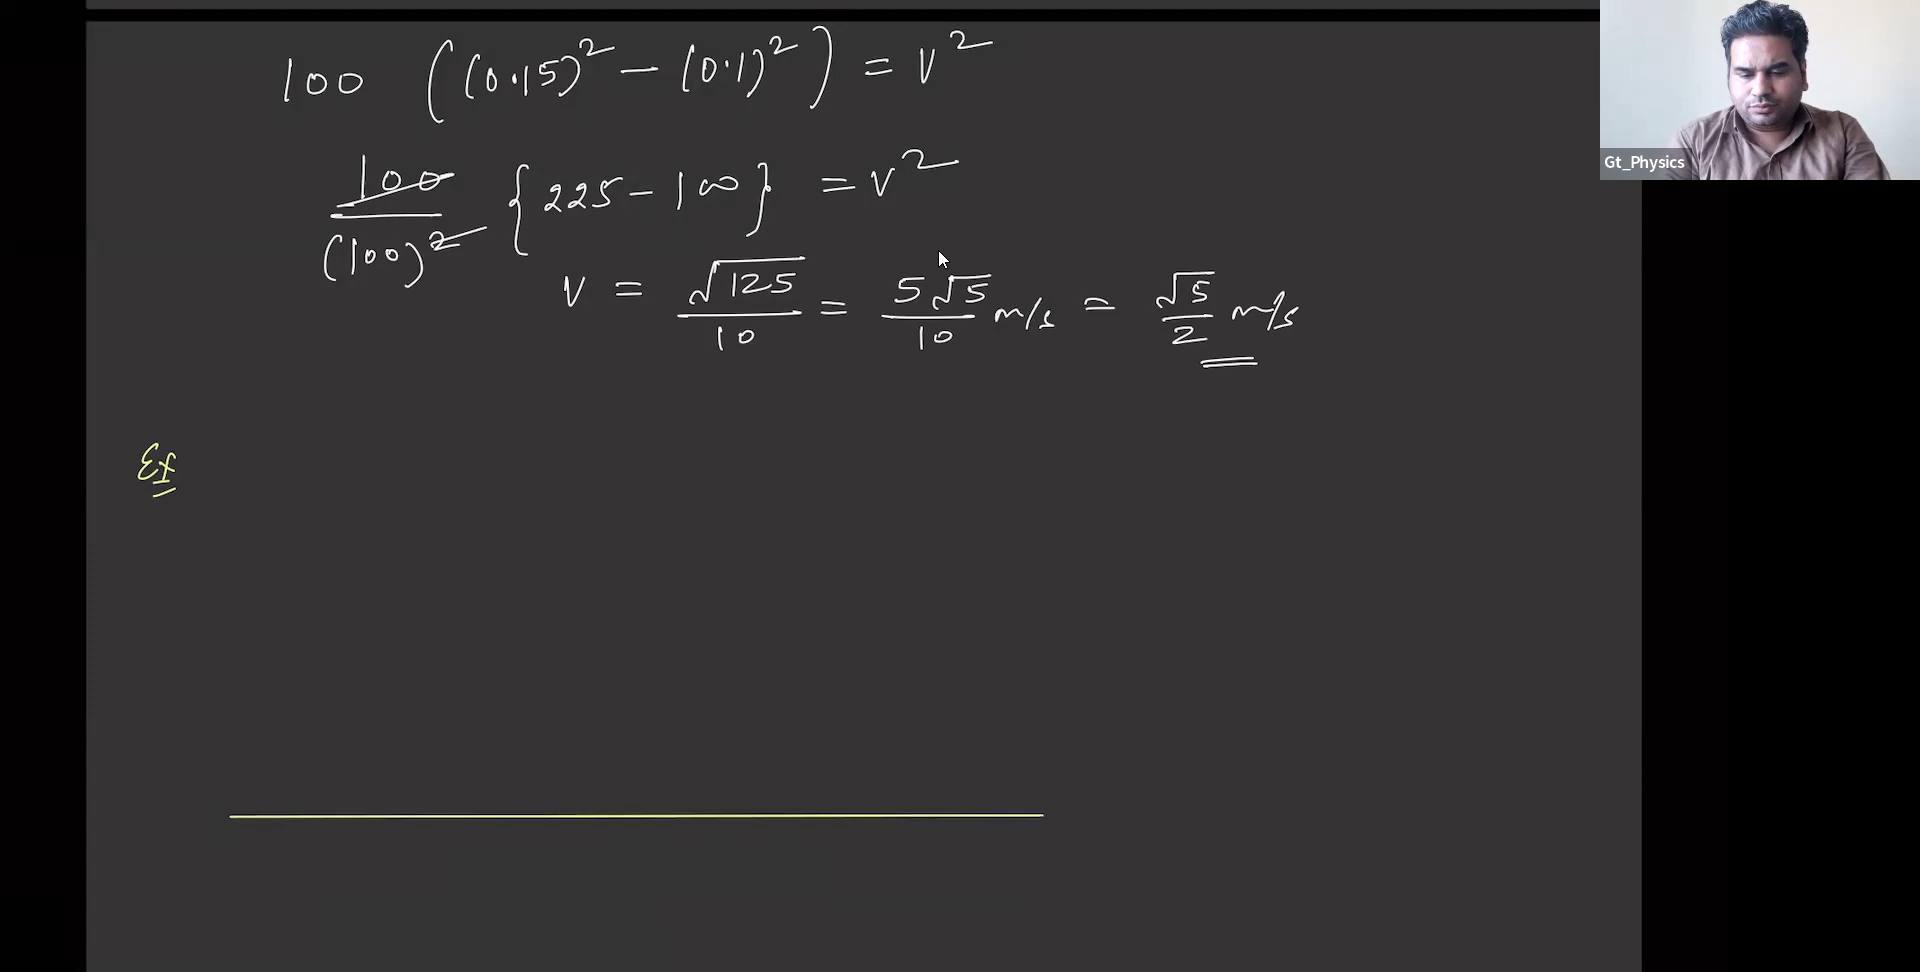 100 ((0.15)² - (0.1)²) = v²
Gt_Physics
100/(100)² {225 - 100} = v²
v = √125/10 = 5√5/10 m/s = √5/2 m/s
Ex